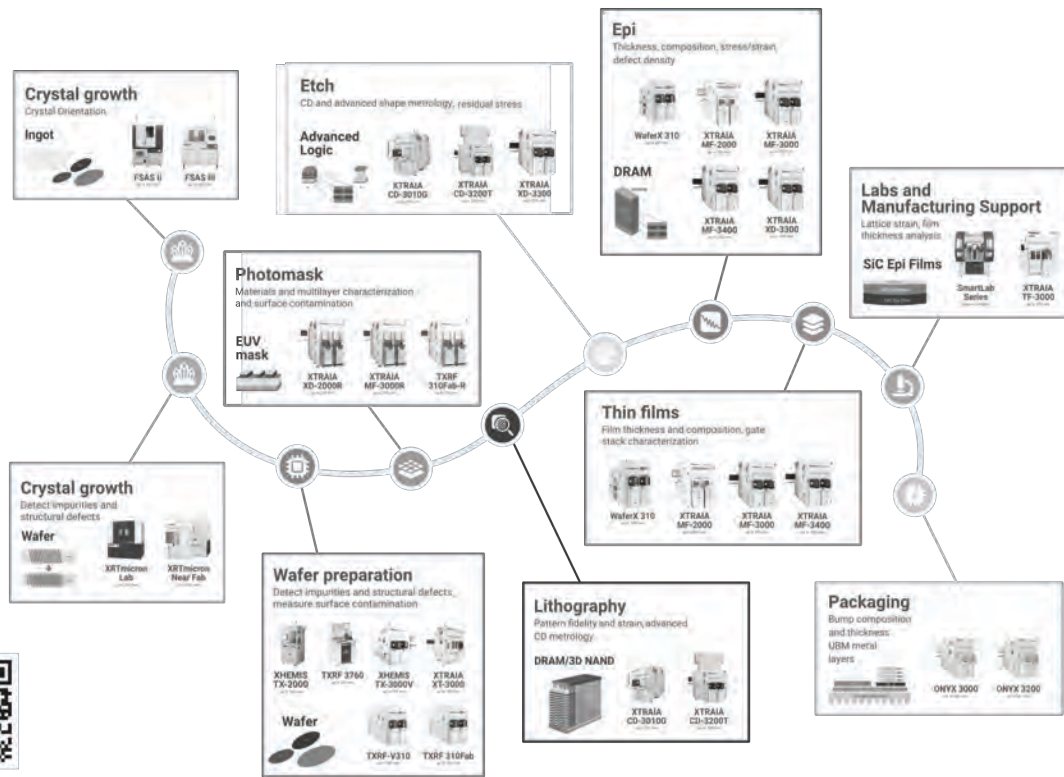 Crystal growth
Crystal Orientation
Ingot
FSAS II
FSAS III
Etch
CD and advanced shape metrology, residual stress
Advanced
Logic
XTRAIA
CD-3010G
XTRAIA
CD-3200T
XTRAIA
XD-3300
Epi
Thickness, composition, stress/strain,
defect density
WaferX 310
XTRAIA
MF-2000
XTRAIA
MF-3000
DRAM
XTRAIA
MF-3400
XTRAIA
XD-3300
Labs and
Manufacturing Support
Lattice strain, film
thickness analysis
SiC Epi Films
SmartLab
Series
XTRAIA
TF-3000
Photomask
Materials and multilayer characterization
and surface contamination
EUV
mask
XTRAIA
XD-2000R
XTRAIA
MF-3000R
TXRF
310Fab-R
Thin films
Film thickness and composition, gate
stack characterization
WaferX 310
XTRAIA
MF-2000
XTRAIA
MF-3000
XTRAIA
MF-3400
Crystal growth
Detect impurities and
structural defects
Wafer
XRTmicron
Lab
XRTmicron
Near Fab
Wafer preparation
Detect impurities and structural defects,
measure surface contamination
XHEMIS
TX-2000
TXRF 3760
XHEMIS
TX-3000V
XTRAIA
XT-3000
Wafer
TXRF-V310
TXRF 310Fab
Lithography
Pattern fidelity and strain, advanced
CD metrology
DRAM/3D NAND
XTRAIA
CD-3010G
XTRAIA
CD-3200T
Packaging
Bump composition
and thickness
UBM metal
layers
ONYX 3000
ONYX 3200